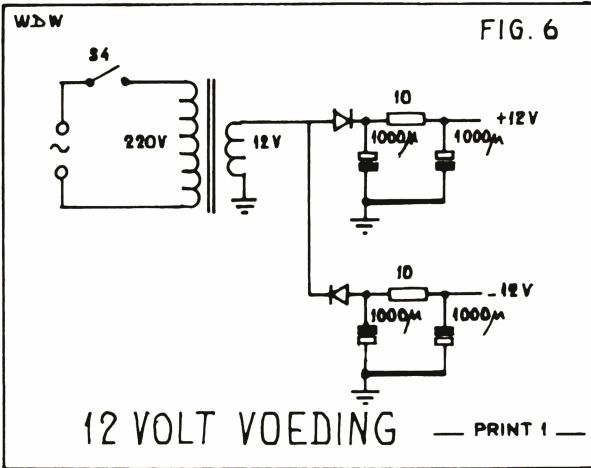 WDW
FIG. 6
S4
220V
12V
10
+12V
1000µ
1000µ
10
-12V
1000µ
1000µ
12 VOLT VOEDING
— PRINT 1 —